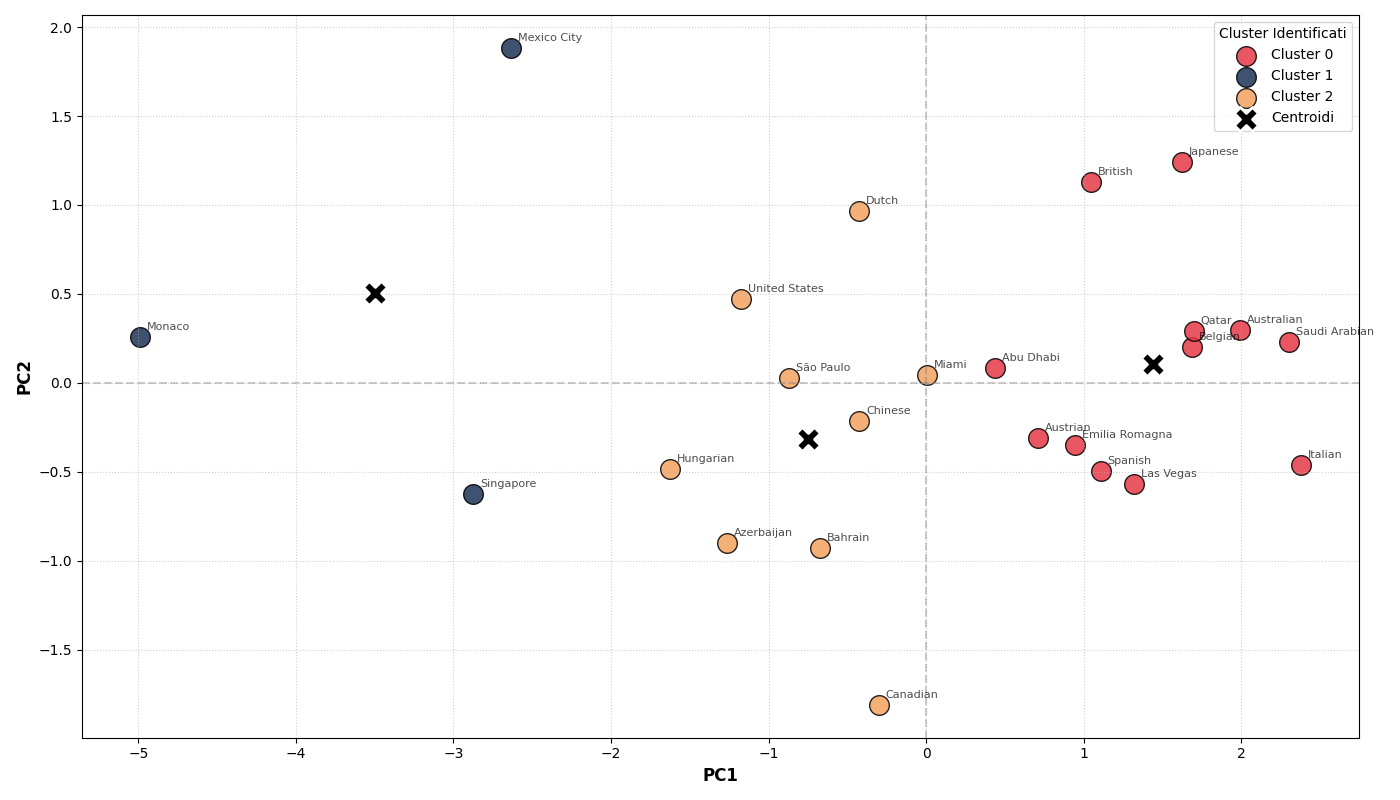 Cluster Identificati
Cluster 0
Cluster 1
Cluster 2
Centroidi
Mexico City
Japanese
British
Dutch
United States
Monaco
Qatar
Australian
Saudi Arabian
Belgian
Abu Dhabi
Miami
São Paulo
Chinese
Austrian
Emilia Romagna
Italian
Hungarian
Spanish
Las Vegas
Singapore
Azerbaijan
Bahrain
Canadian
2.0
1.5
1.0
0.5
0.0
−0.5
−1.0
−1.5
PC2
−5 −4 −3 −2 −1 0 1 2
PC1